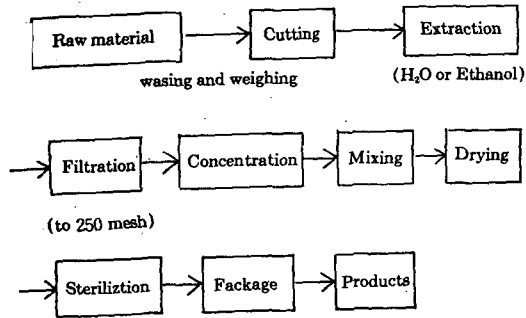 Raw material Cutting Extraction
wasing and weighing (H₂O or Ethanol)
Filtration Concentration Mixing Drying
(to 250 mesh)
Steriliztion Fackage Products